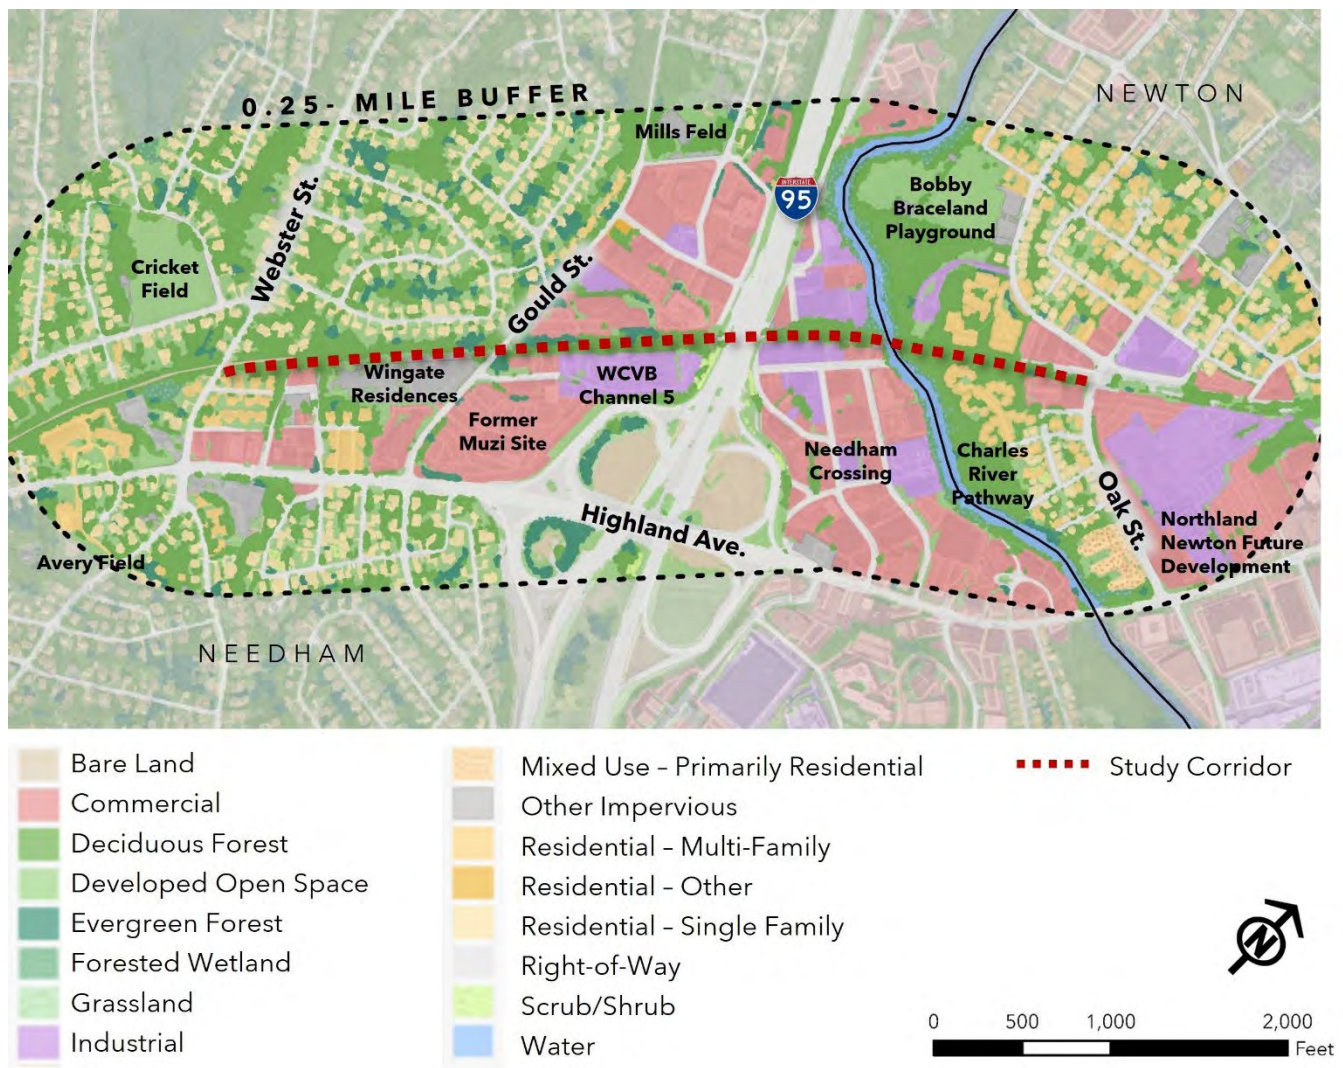 0.25- MILE BUFFER
NEWTON
Mills Feld
INTERSTATE
95
Bobby
Braceland
Playground
Webster St.
Cricket
Field
Gould St.
Wingate
Residences
WCVB
Channel 5
Former
Muzi Site
Needham
Crossing
Charles
River
Pathway
Oak St.
Highland Ave.
Northland
Newton Future
Development
Avery Field
NEEDHAM
Bare Land
Commercial
Deciduous Forest
Developed Open Space
Evergreen Forest
Forested Wetland
Grassland
Industrial
Mixed Use – Primarily Residential
Other Impervious
Residential – Multi-Family
Residential – Other
Residential – Single Family
Right-of-Way
Scrub/Shrub
Water
Study Corridor
N
0 500 1,000 2,000
Feet